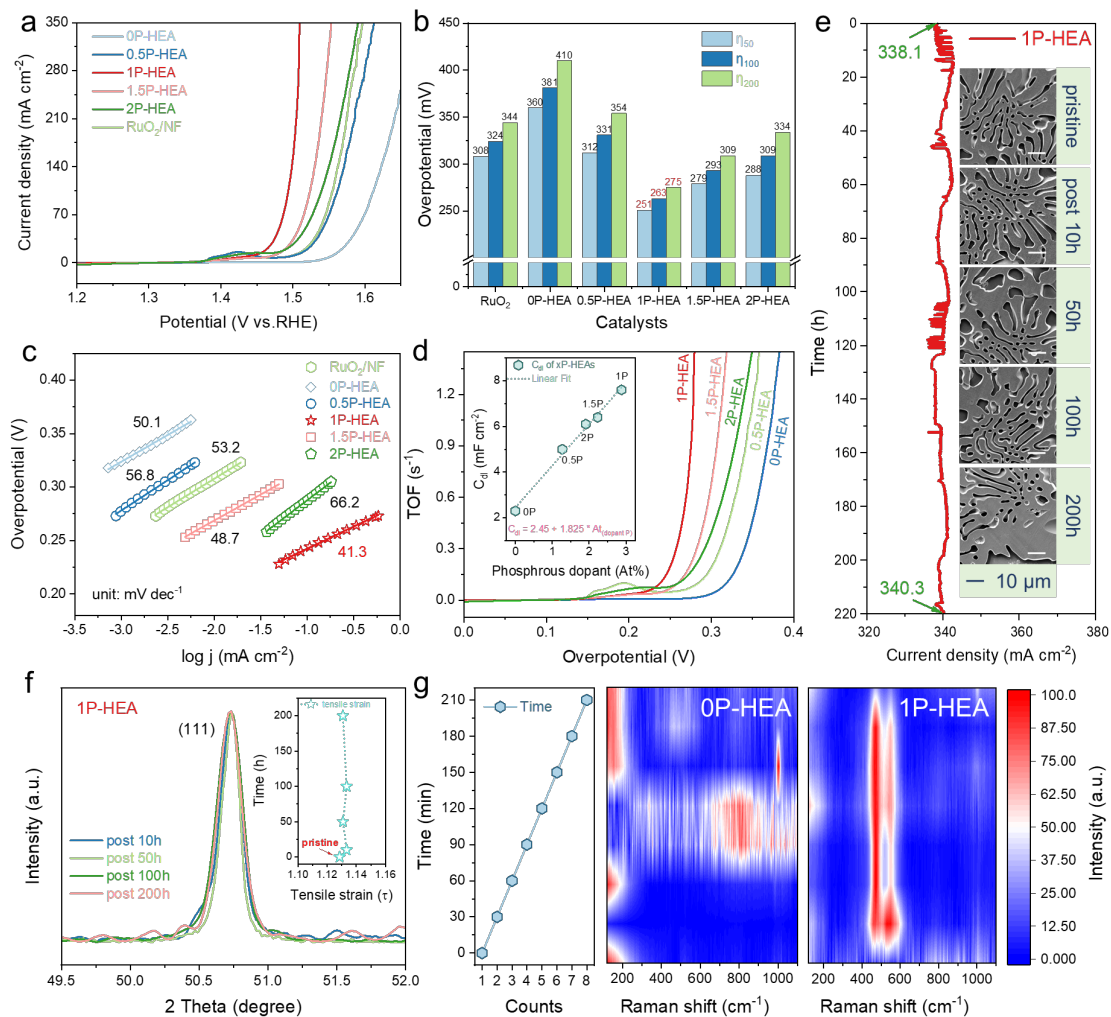 a
350
280
210
140
70
0
Current density (mA cm⁻²)
0P-HEA
0.5P-HEA
1P-HEA
1.5P-HEA
2P-HEA
RuO₂/NF
1.2 1.3 1.4 1.5 1.6
Potential (V vs.RHE)
b
450
400
350
300
250
0
Overpotential (mV)
η₅₀
η₁₀₀
η₂₀₀
308 324 344
360 381 410
312 331 354
251 263 275
279 293 309
288 309 334
RuO₂ 0P-HEA 0.5P-HEA 1P-HEA 1.5P-HEA 2P-HEA
Catalysts
c
0.40
0.35
0.30
0.25
0.20
Overpotential (V)
RuO₂/NF
0P-HEA
0.5P-HEA
1P-HEA
1.5P-HEA
2P-HEA
50.1
53.2
56.8
66.2
48.7
41.3
unit: mV dec⁻¹
-3.5 -2.8 -2.1 -1.4 -0.7 0.0
log j (mA cm⁻²)
d
1.2
0.9
0.6
0.3
0.0
TOF (s⁻¹)
Cdl of xP-HEAs
Linear Fit
8
6
4
2
Cdl (mF cm⁻²)
1P
1.5P
2P
0.5P
0P
Cdl = 2.45 + 1.825 * At(dopant P)
0 1 2 3
Phosphrous dopant (At%)
1P-HEA
1.5P-HEA
2P-HEA
0.5P-HEA
0P-HEA
0.0 0.1 0.2 0.3 0.4
Overpotential (V)
e
0
20
40
60
80
100
120
140
160
180
200
220
Time (h)
338.1
1P-HEA
pristine
post 10h
50h
100h
200h
10 μm
340.3
320 340 360 380
Current density (mA cm⁻²)
f
1P-HEA
(111)
Intensity (a.u.)
post 10h
post 50h
post 100h
post 200h
tensile strain
200
150
100
50
0
Time (h)
pristine
1.10 1.12 1.14 1.16
Tensile strain (τ)
49.5 50.0 50.5 51.0 51.5 52.0
2 Theta (degree)
g
210
180
150
120
90
60
30
0
Time (min)
Time
1 2 3 4 5 6 7 8
Counts
0P-HEA
200 400 600 800 1000
Raman shift (cm⁻¹)
1P-HEA
200 400 600 800 1000
Raman shift (cm⁻¹)
100.0
87.50
75.00
62.50
50.00
37.50
25.00
12.50
0.000
Intensity (a.u.)